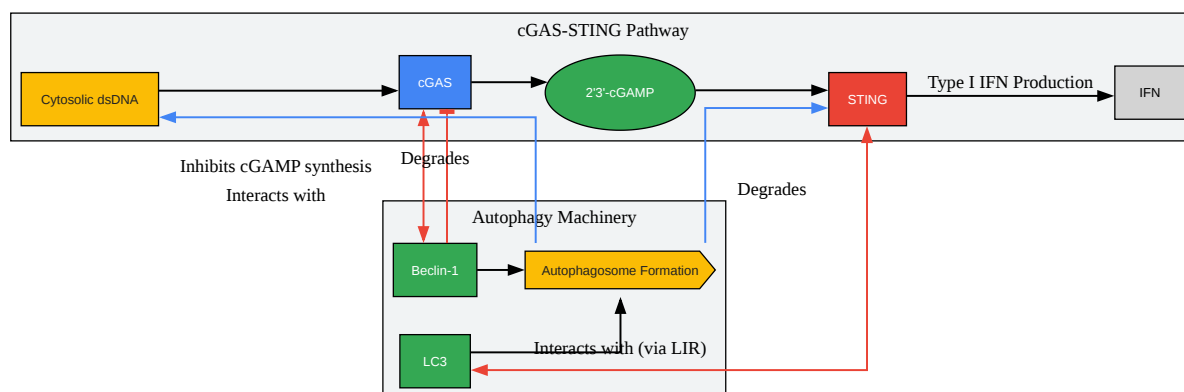 cGAS-STING Pathway
cGAS
Cytosolic dsDNA
2'3'-cGAMP
STING
Type I IFN Production
IFN
Inhibits cGAMP synthesis
Degrades
Interacts with
Degrades
Autophagy Machinery
Beclin-1
Autophagosome Formation
Interacts with (via LIR)
LC3